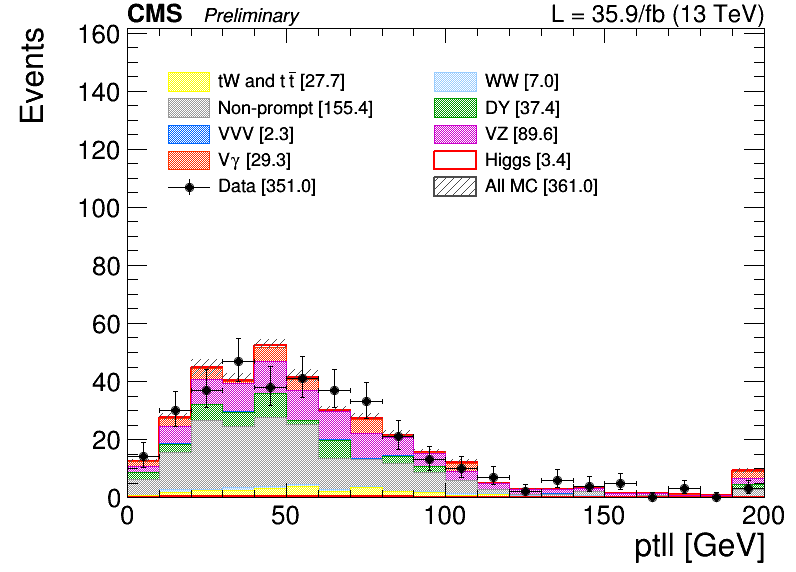 CMS Preliminary L = 35.9/fb (13 TeV)
Events
160
140
120
100
80
60
40
20
0
tW and tt̅ [27.7]
Non-prompt [155.4]
VVV [2.3]
Vγ [29.3]
Data [351.0]
WW [7.0]
DY [37.4]
VZ [89.6]
Higgs [3.4]
All MC [361.0]
0 50 100 150 200
ptll [GeV]